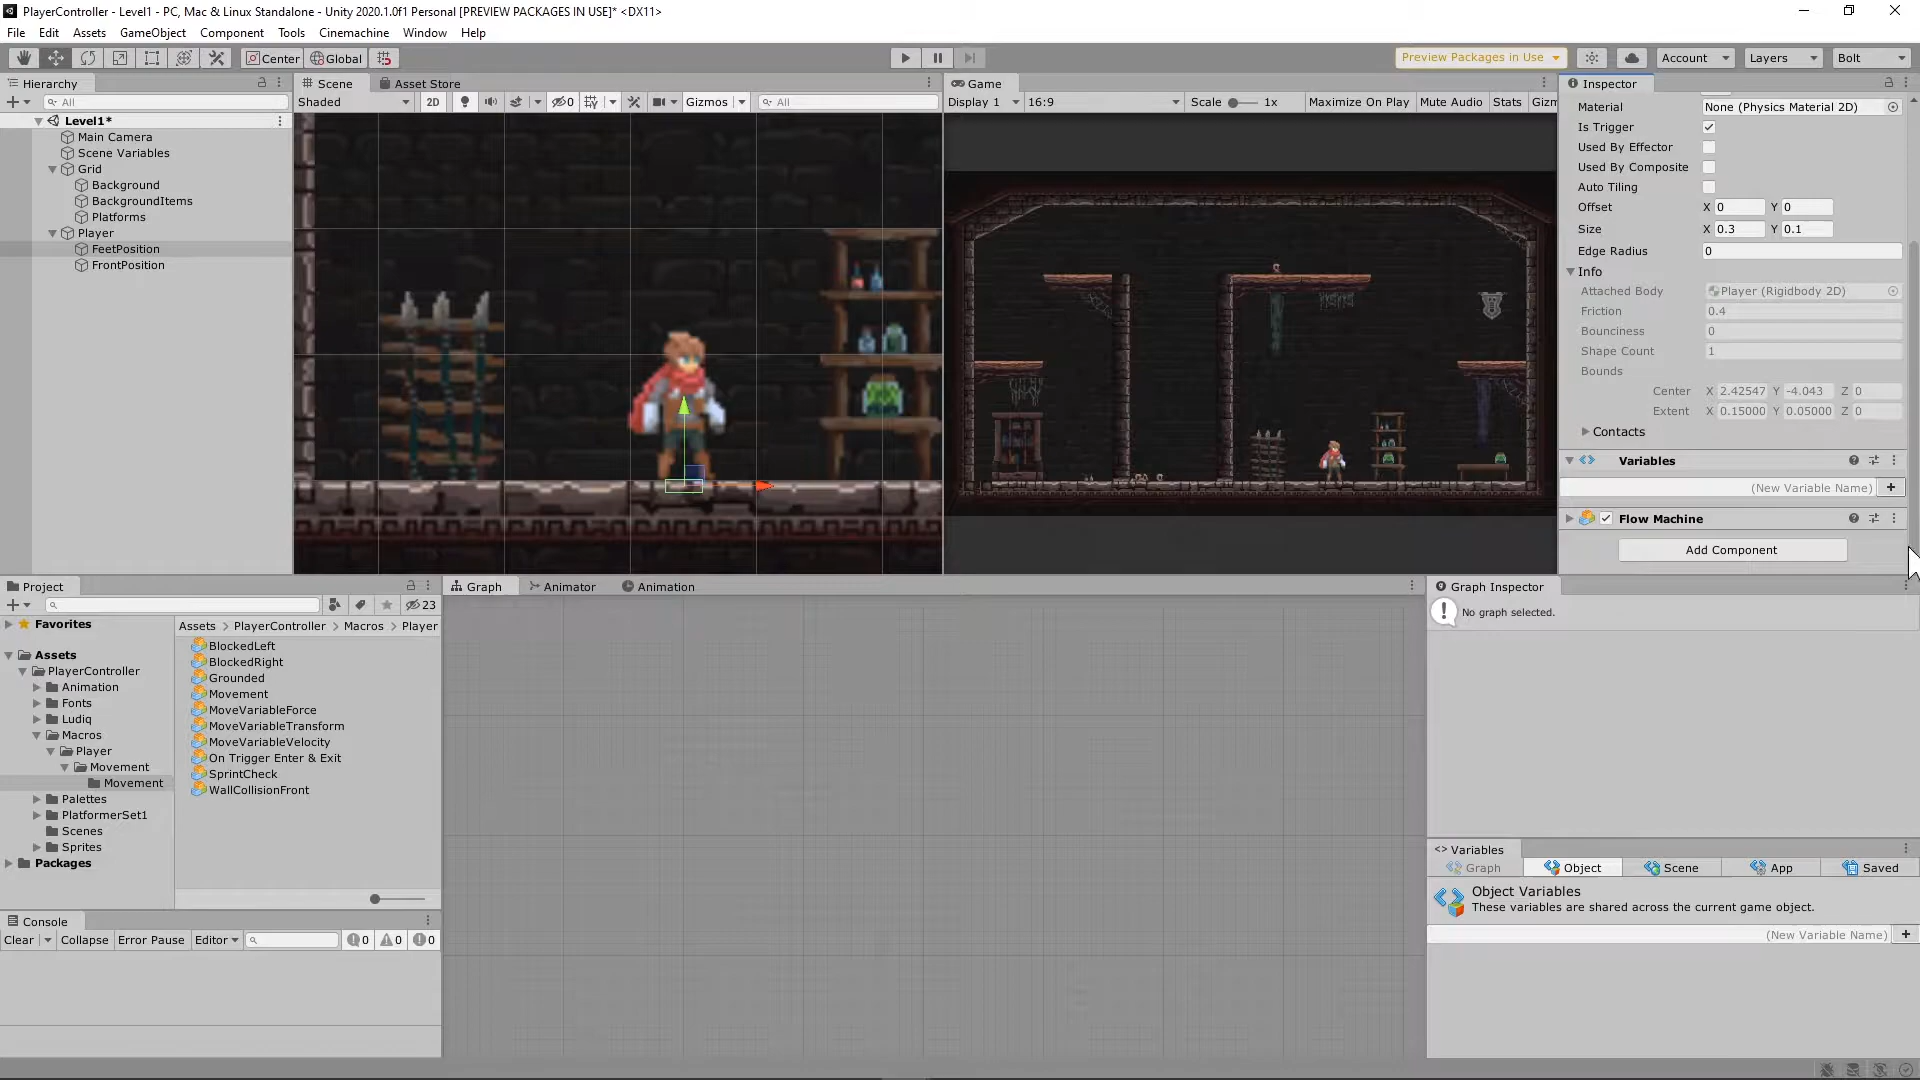 PlayerController - Level1 - PC, Mac & Linux Standalone - Unity 2020.1.0f1 Personal [PREVIEW PACKAGES IN USE]* <DX11>
File Edit Assets GameObject Component Tools Cinemachine Window Help
Center Global Preview Packages in Use Account Layers Bolt
Hierarchy
All
Level1*
Main Camera
Scene Variables
Grid
Background
BackgroundItems
Platforms
Player
FeetPosition
FrontPosition
Scene Asset Store
Shaded 2D 0 Gizmos All
Game
Display 1 16:9 Scale 1x Maximize On Play Mute Audio Stats Gizm
Inspector
Material None (Physics Material 2D)
Is Trigger
Used By Effector
Used By Composite
Auto Tiling
Offset X 0 Y 0
Size X 0.3 Y 0.1
Edge Radius 0
Info
Attached Body Player (Rigidbody 2D)
Friction 0.4
Bounciness 0
Shape Count 1
Bounds
Center X 2.42547 Y -4.043 Z 0
Extent X 0.15000 Y 0.05000 Z 0
Contacts
Variables
(New Variable Name)
Flow Machine
Add Component
Project
23
Favorites
Assets
PlayerController
Animation
Fonts
Ludiq
Macros
Player
Movement
Movement
Palettes
PlatformerSet1
Scenes
Sprites
Packages
Assets > PlayerController > Macros > Player
BlockedLeft
BlockedRight
Grounded
Movement
MoveVariableForce
MoveVariableTransform
MoveVariableVelocity
On Trigger Enter & Exit
SprintCheck
WallCollisionFront
Console
Clear Collapse Error Pause Editor 0 0 0
Graph Animator Animation
Graph Inspector
No graph selected.
<> Variables
Graph Object Scene App Saved
Object Variables
These variables are shared across the current game object.
(New Variable Name)